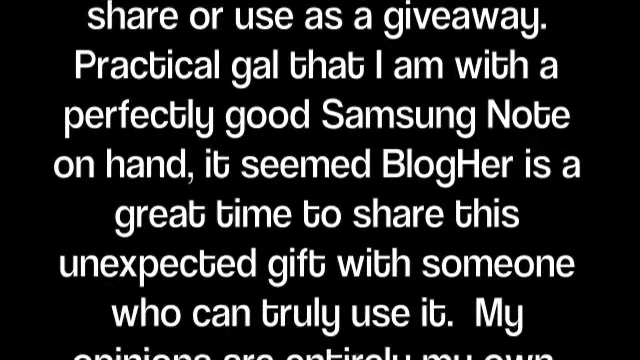 share or use as a giveaway.
Practical gal that I am with a
perfectly good Samsung Note
on hand, it seemed BlogHer is a
great time to share this
unexpected gift with someone
who can truly use it.  My
opinions are entirely my own.